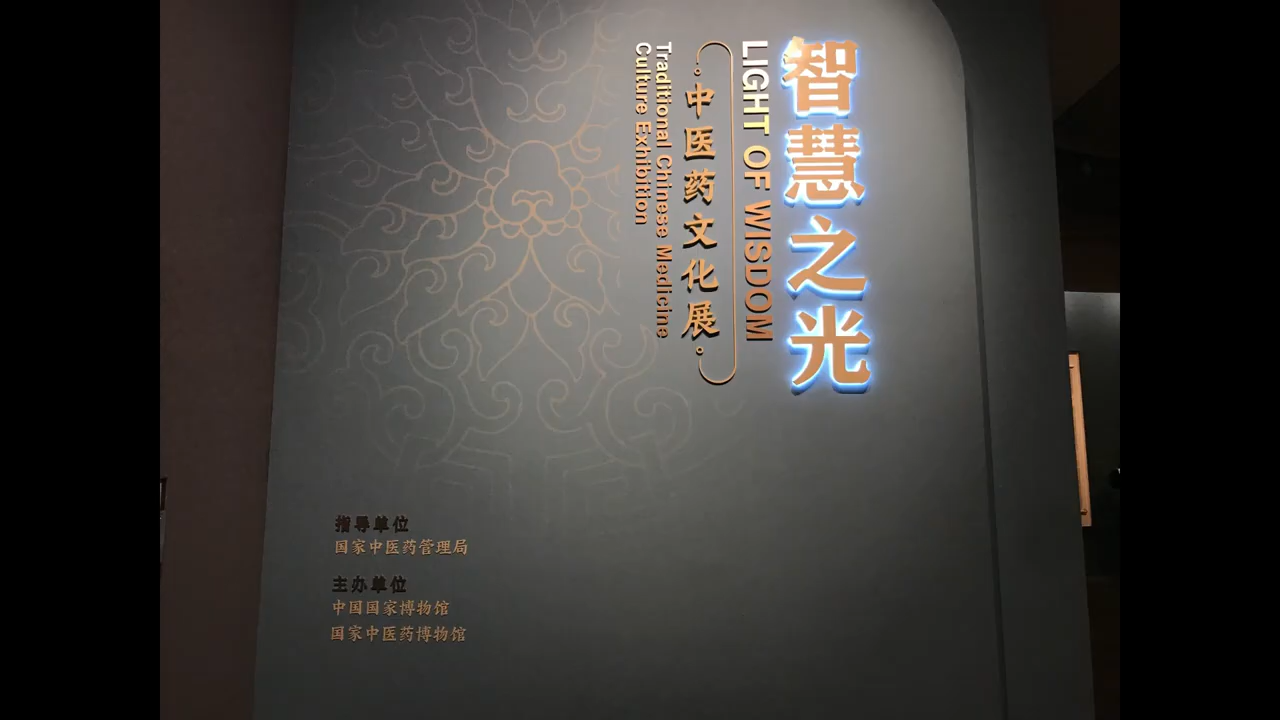 智慧之光
LIGHT OF WISDOM
中医药文化展
Traditional Chinese Medicine
Culture Exhibition
指导单位
国家中医药管理局
主办单位
中国国家博物馆
国家中医药博物馆